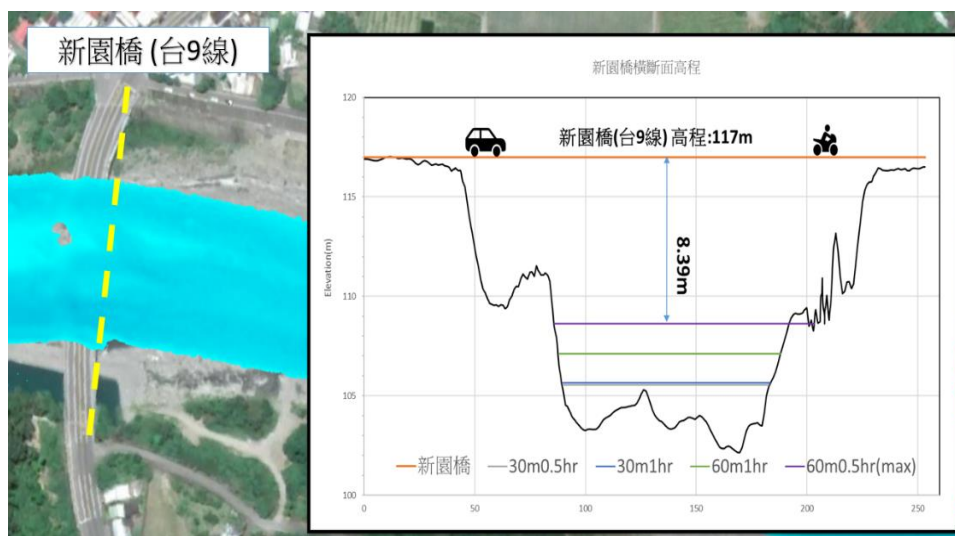 新園橋 (台9線)
新園橋橫斷面高程
新園橋(台9線) 高程:117m
8.39m
Elevation(m)
120
115
110
105
100
0 50 100 150 200 250
新園橋 30m0.5hr 30m1hr 60m1hr 60m0.5hr(max)